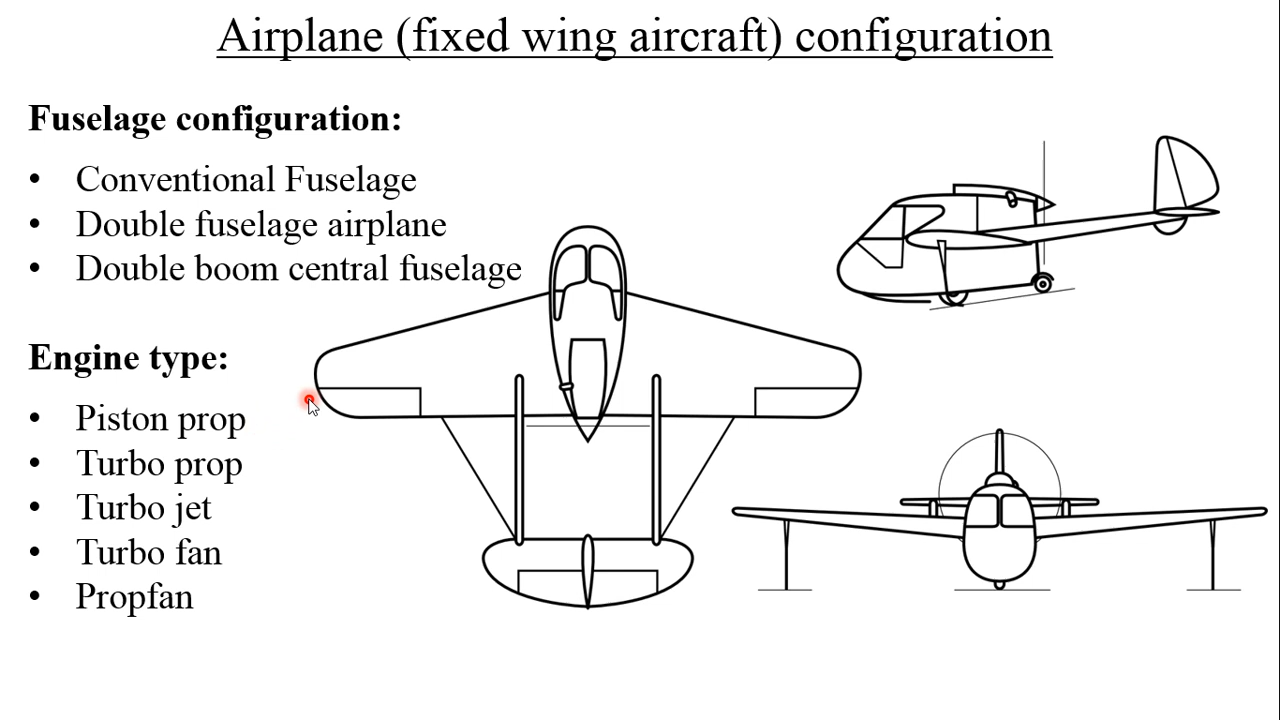 Airplane (fixed wing aircraft) configuration
Fuselage configuration:
• Conventional Fuselage
• Double fuselage airplane
• Double boom central fuselage
Engine type:
• Piston prop
• Turbo prop
• Turbo jet
• Turbo fan
• Propfan